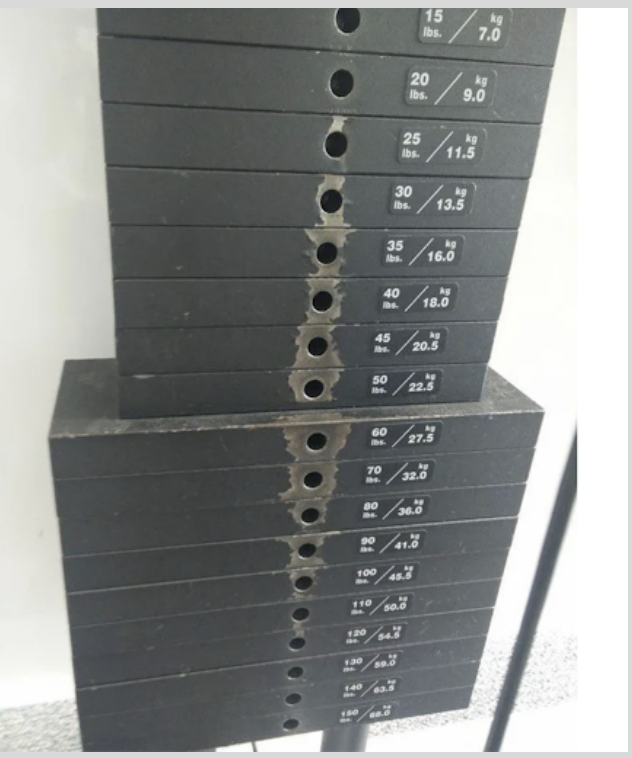 15 lbs. / kg 7.0
20 lbs. / kg 9.0
25 lbs. / kg 11.5
30 lbs. / kg 13.5
35 lbs. / kg 16.0
40 lbs. / kg 18.0
45 lbs. / kg 20.5
50 lbs. / kg 22.5
60 lbs. / kg 27.5
70 lbs. / kg 32.0
80 lbs. / kg 36.0
90 lbs. / kg 41.0
100 lbs. / kg 45.5
110 lbs. / kg 50.0
120 lbs. / kg 54.5
130 lbs. / kg 59.0
140 lbs. / kg 63.5
150 lbs. / kg 68.0